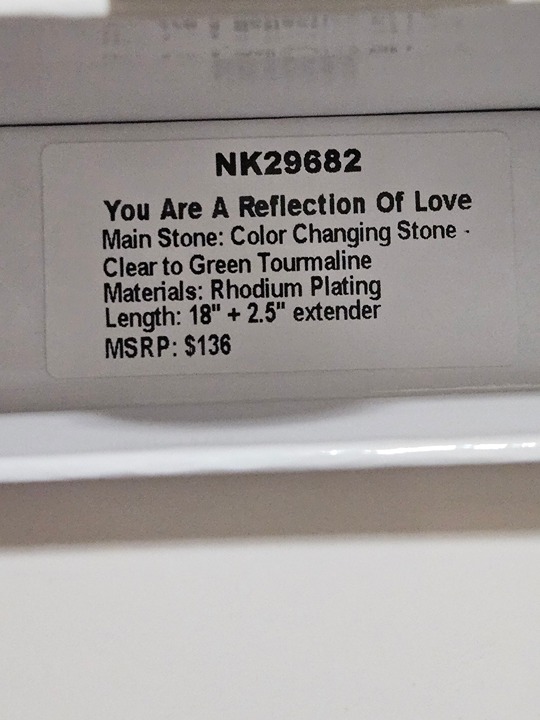 NK29682
You Are A Reflection Of Love
Main Stone: Color Changing Stone -
Clear to Green Tourmaline
Materials: Rhodium Plating
Length: 18" + 2.5" extender
MSRP: $136